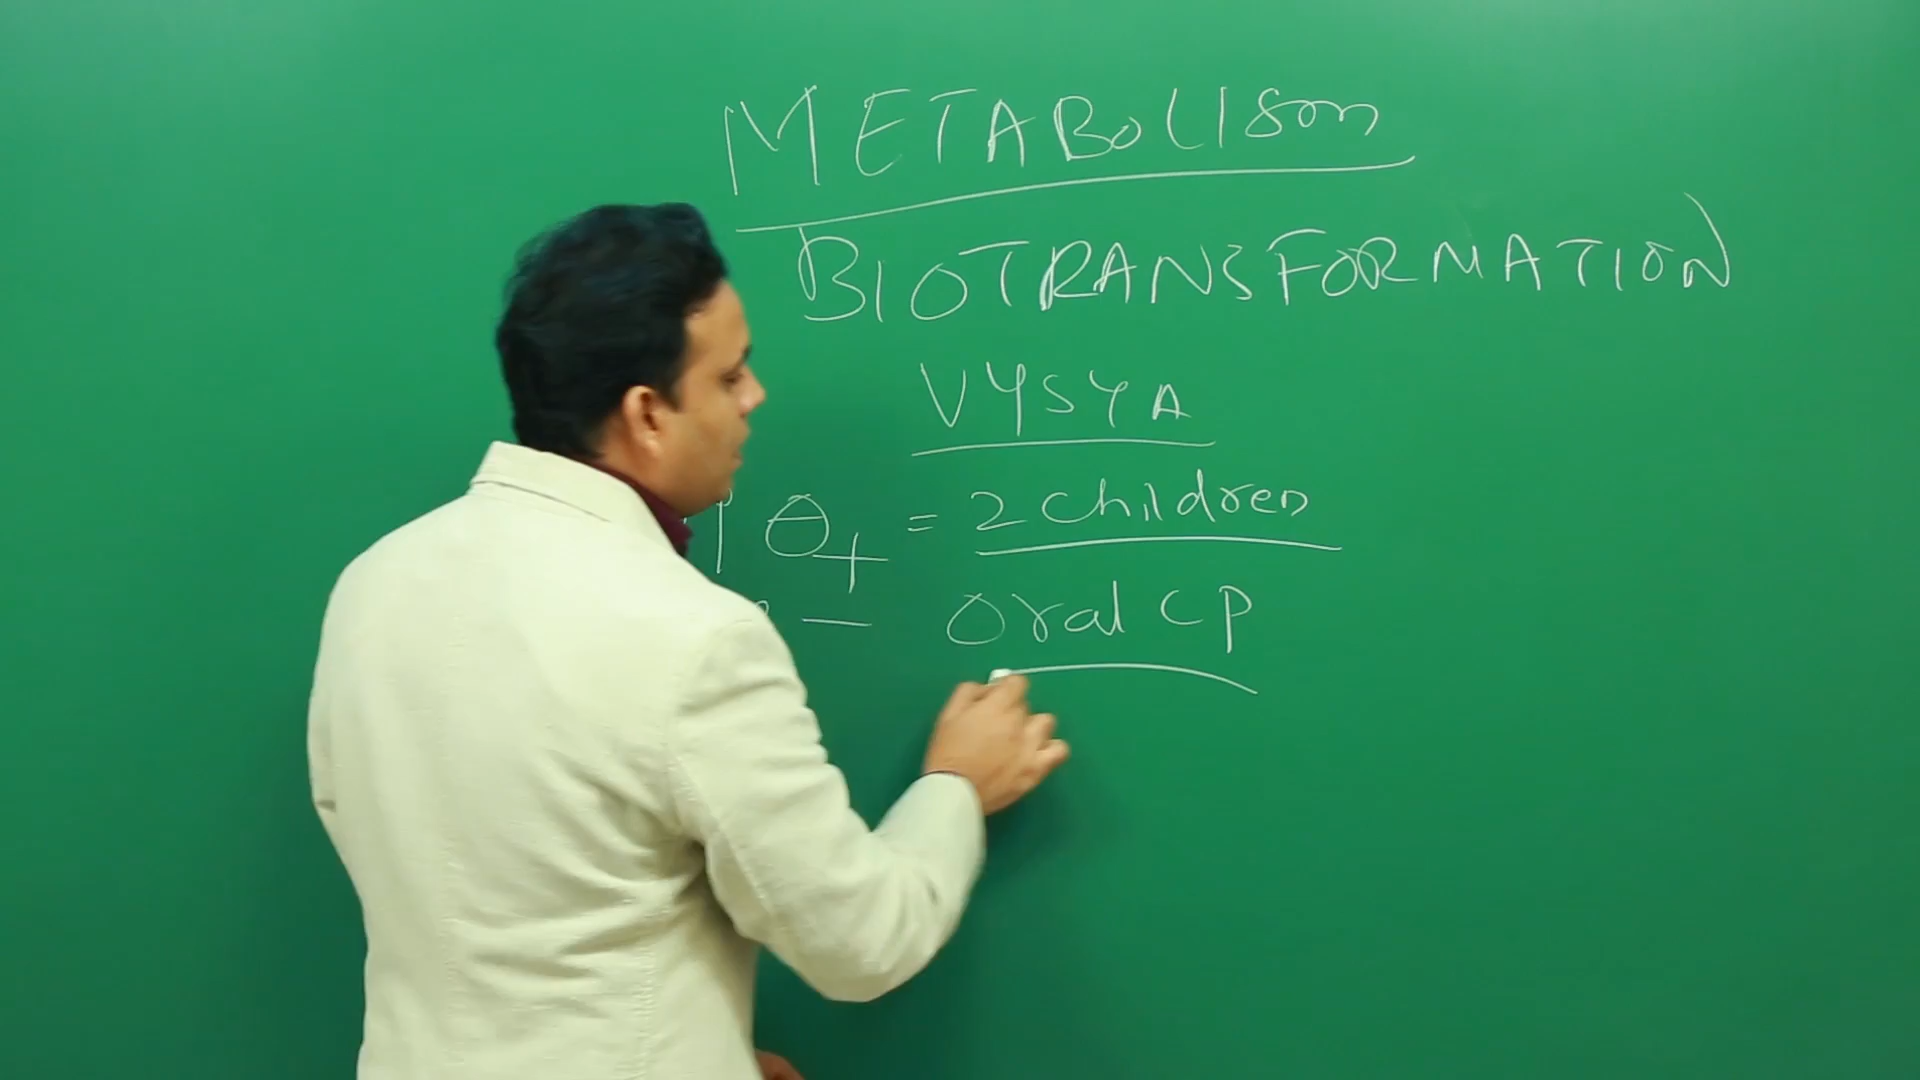 METABOLISm
BIOTRANSFORMATION
VYSYA
= 2 children
— oral CP